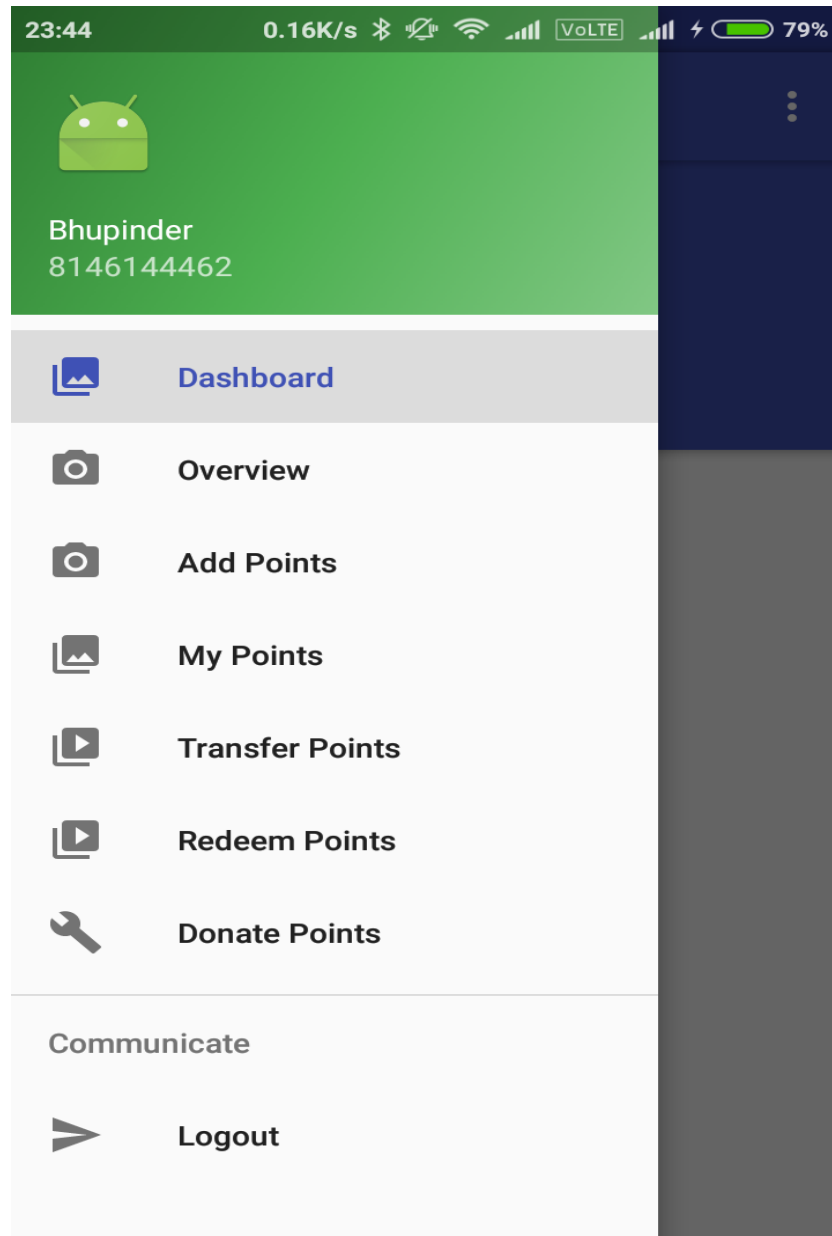 23:44 0.16K/s VoLTE 79%
Bhupinder
8146144462
Dashboard
Overview
Add Points
My Points
Transfer Points
Redeem Points
Donate Points
Communicate
Logout